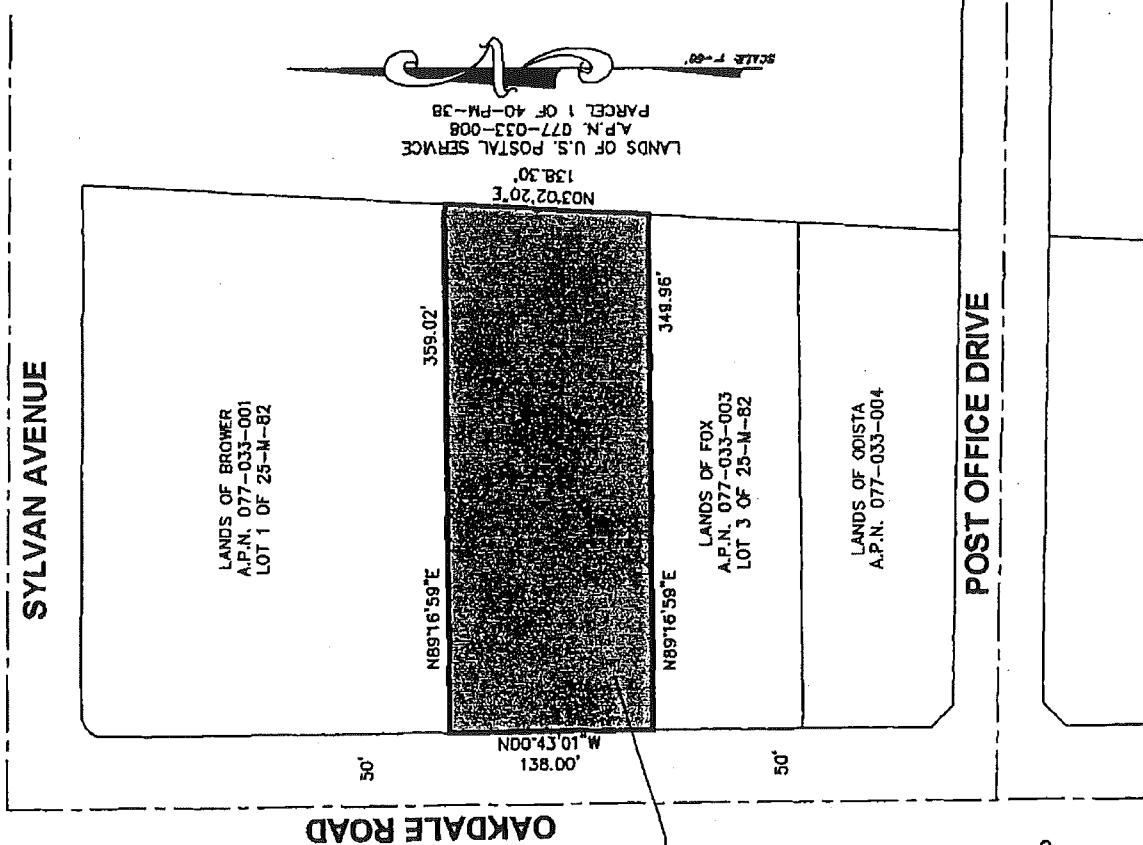 SYLVAN AVENUE
SCALE: 1"=60'
LANDS OF U.S. POSTAL SERVICE
A.P.N. 077-033-008
PARCEL 1 OF 40-PM-38
N03°02'20"E
138.30'
LANDS OF BROWER
A.P.N. 077-033-001
LOT 1 OF 25-M-82
359.02'
N89°16'59"E
349.96'
N89°16'59"E
N00°43'01"W
138.00'
LANDS OF FOX
A.P.N. 077-033-003
LOT 3 OF 25-M-82
LANDS OF ODISTA
A.P.N. 077-033-004
50'
50'
POST OFFICE DRIVE
OAKDALE ROAD